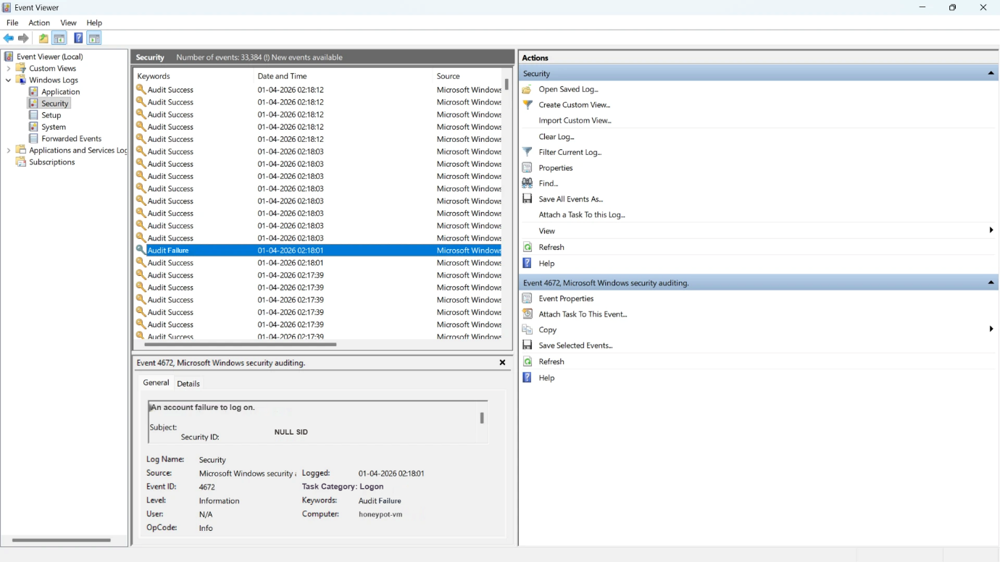 Event Viewer
File Action View Help
Event Viewer (Local)
Custom Views
Windows Logs
Application
Security
Setup
System
Forwarded Events
Applications and Services Log
Subscriptions
Security Number of events: 33,384 (!) New events available
Keywords Date and Time Source
Audit Success 01-04-2026 02:18:12 Microsoft Windows
Audit Success 01-04-2026 02:18:12 Microsoft Windows
Audit Success 01-04-2026 02:18:12 Microsoft Windows
Audit Success 01-04-2026 02:18:12 Microsoft Windows
Audit Success 01-04-2026 02:18:12 Microsoft Windows
Audit Success 01-04-2026 02:18:03 Microsoft Windows
Audit Success 01-04-2026 02:18:03 Microsoft Windows
Audit Success 01-04-2026 02:18:03 Microsoft Windows
Audit Success 01-04-2026 02:18:03 Microsoft Windows
Audit Success 01-04-2026 02:18:03 Microsoft Windows
Audit Success 01-04-2026 02:18:03 Microsoft Windows
Audit Success 01-04-2026 02:18:03 Microsoft Windows
Audit Success 01-04-2026 02:18:03 Microsoft Windows
Audit Failure 01-04-2026 02:18:01 Microsoft Windows
Audit Success 01-04-2026 02:18:01 Microsoft Windows
Audit Success 01-04-2026 02:17:39 Microsoft Windows
Audit Success 01-04-2026 02:17:39 Microsoft Windows
Audit Success 01-04-2026 02:17:39 Microsoft Windows
Audit Success 01-04-2026 02:17:39 Microsoft Windows
Audit Success 01-04-2026 02:17:39 Microsoft Windows
Audit Success 01-04-2026 02:17:39 Microsoft Windows
Event 4672, Microsoft Windows security auditing.
General Details
An account failure to log on.
Subject:
Security ID: NULL SID
Log Name: Security
Source: Microsoft Windows security Logged: 01-04-2026 02:18:01
Event ID: 4672 Task Category: Logon
Level: Information Keywords: Audit Failure
User: N/A Computer: honeypot-vm
OpCode: Info
Actions
Security
Open Saved Log...
Create Custom View...
Import Custom View...
Clear Log...
Filter Current Log...
Properties
Find...
Save All Events As...
Attach a Task To this Log...
View
Refresh
Help
Event 4672, Microsoft Windows security auditing.
Event Properties
Attach Task To This Event...
Copy
Save Selected Events...
Refresh
Help